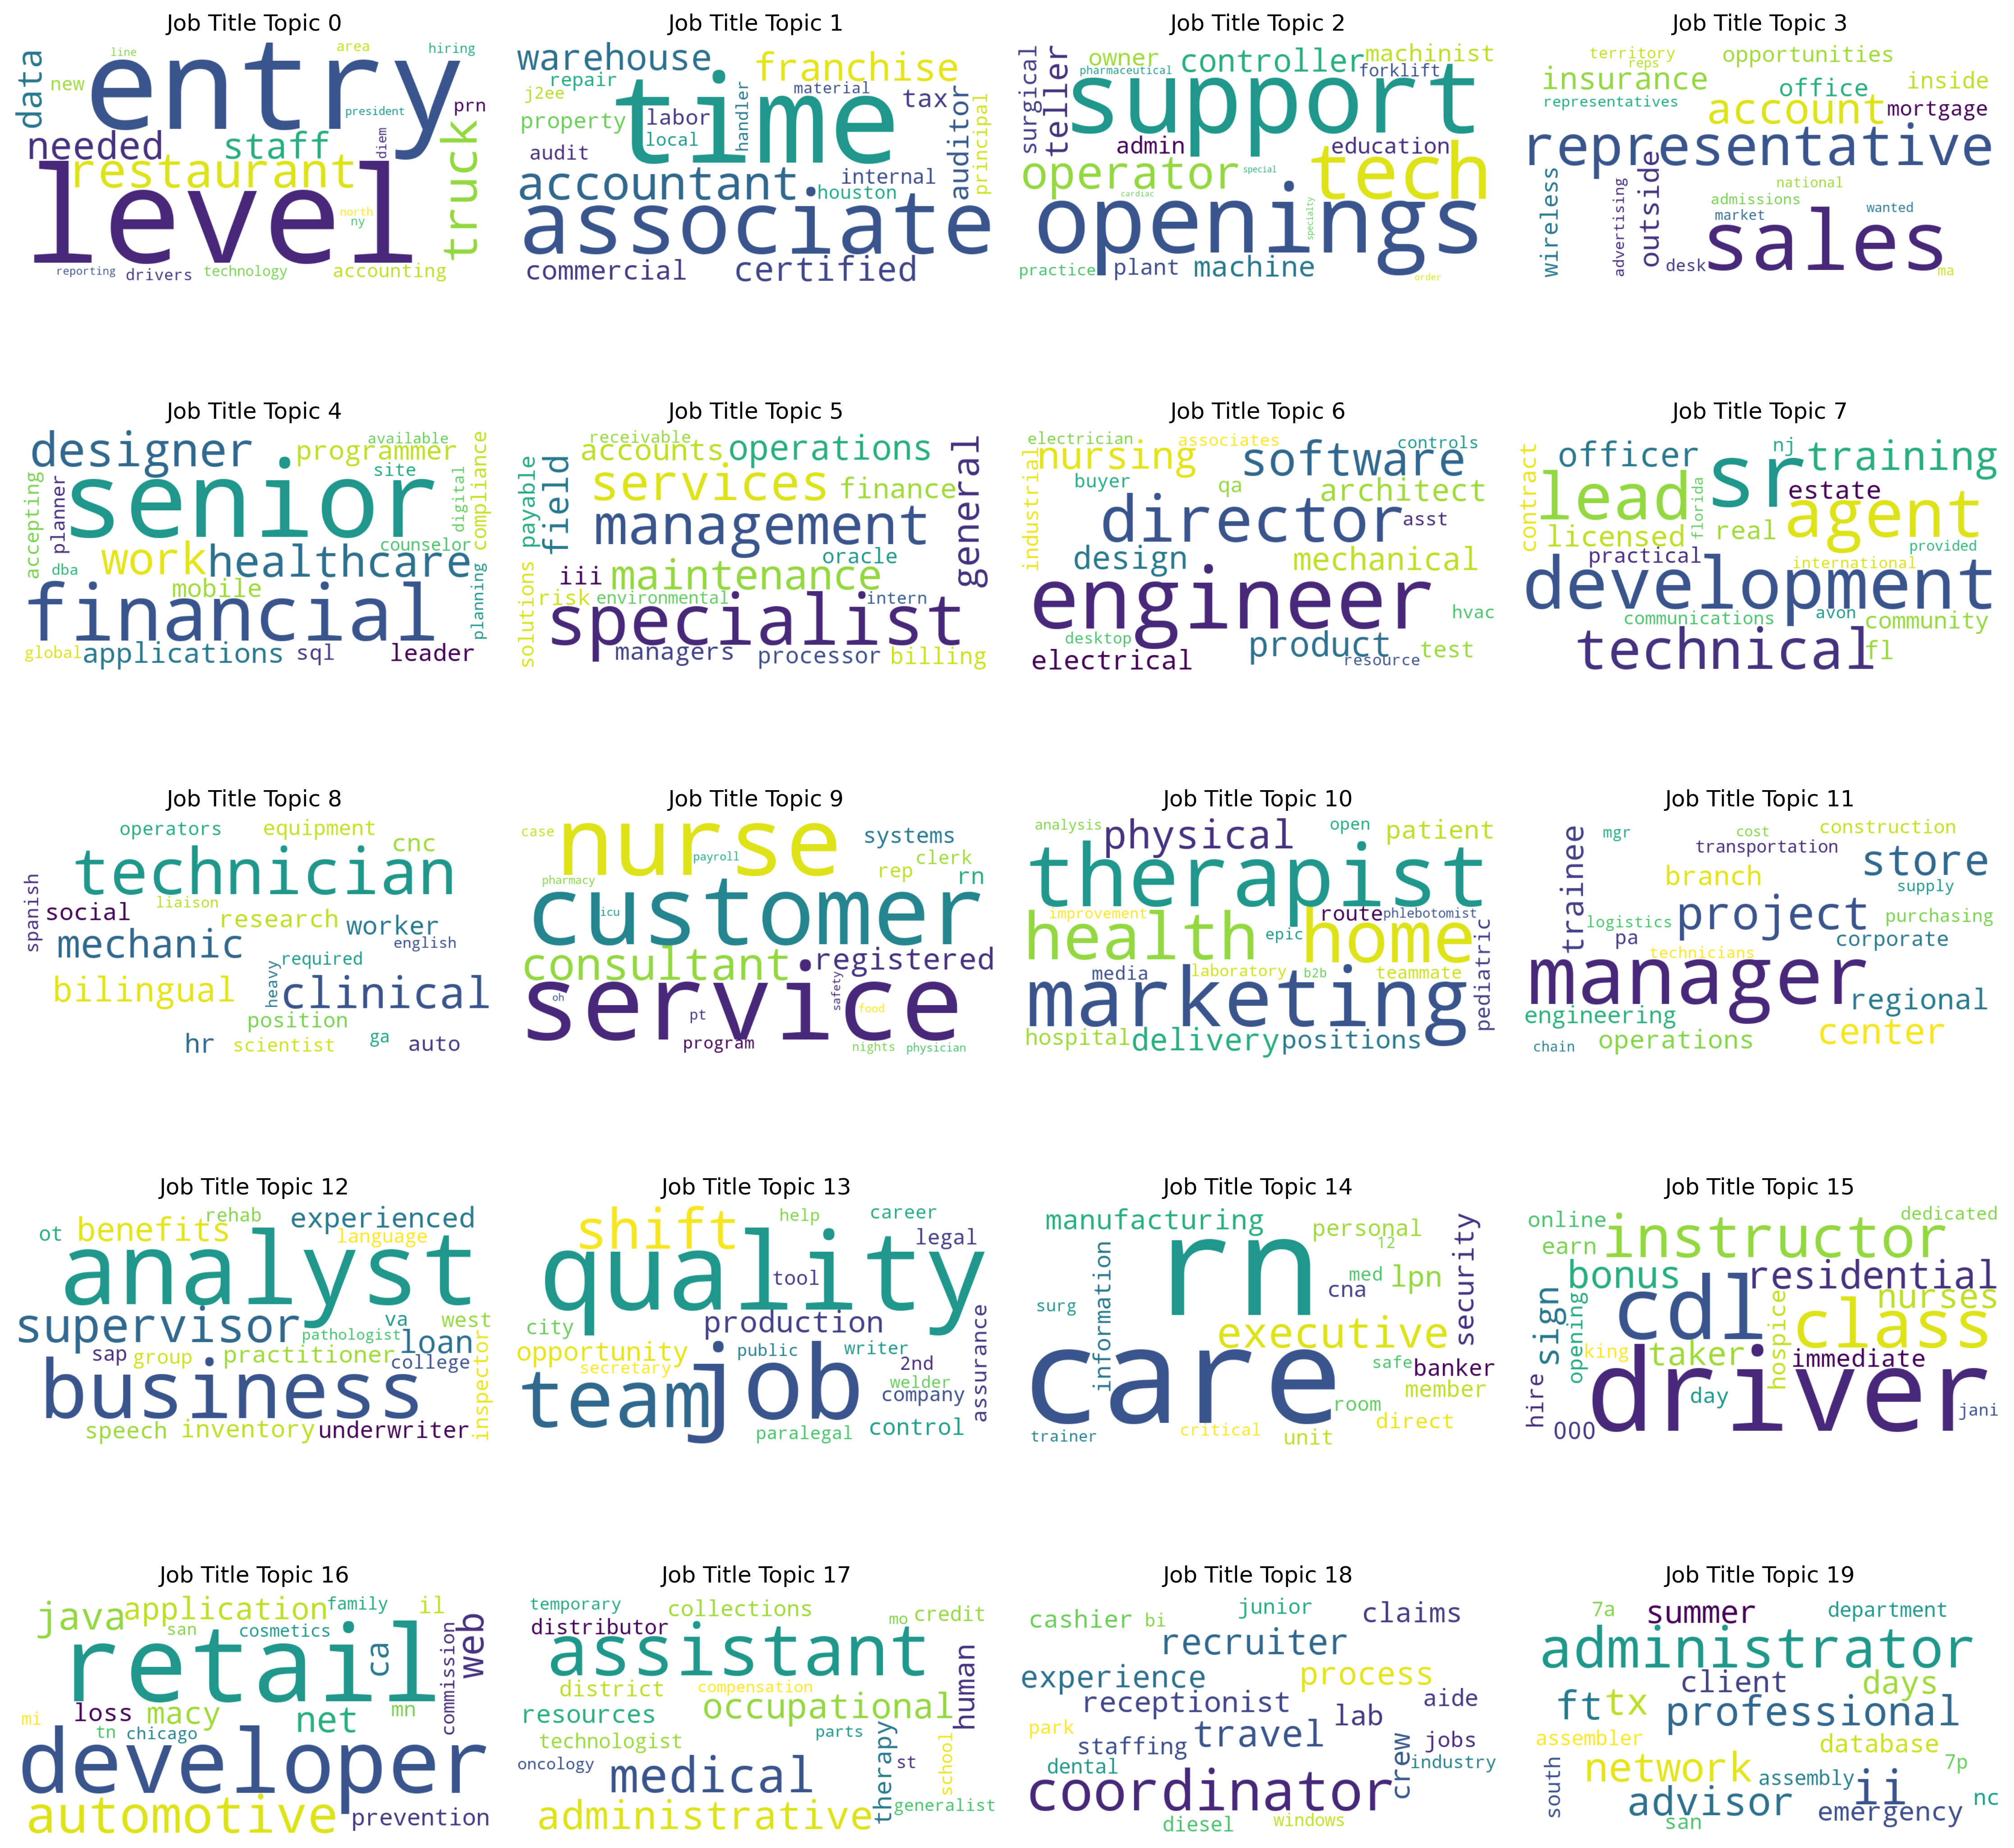 Job Title Topic 0
line
area
hiring
entry
data
new
president
prn
needed
staff
diem
truck
restaurant
level
north
ny
reporting
drivers
technology
accounting
Job Title Topic 1
warehouse
franchise
repair
material
j2ee
time
tax
property
labor
handler
auditor
principal
local
audit
internal
accountant
houston
associate
commercial
certified
Job Title Topic 2
owner
controller
machinist
pharmaceutical
forklift
surgical
teller
support
admin
education
operator
special
tech
cardiac
openings
specialty
practice
plant
machine
order
Job Title Topic 3
territory
opportunities
reps
insurance
office
inside
representatives
account
mortgage
representative
wireless
advertising
outside
national
admissions
market
wanted
sales
desk
ma
Job Title Topic 4
designer
available
programmer
site
accepting
planner
senior
digital
compliance
counselor
work
healthcare
dba
mobile
planning
financial
global
applications
sql
leader
Job Title Topic 5
receivable
accounts
operations
general
payable
field
services
finance
management
oracle
iii
maintenance
solutions
risk
environmental
intern
specialist
managers
processor
billing
Job Title Topic 6
electrician
associates
controls
nursing
software
industrial
buyer
qa
architect
director
asst
design
mechanical
engineer
hvac
desktop
product
test
electrical
resource
Job Title Topic 7
officer
nj
training
sr
lead
estate
contract
florida
agent
licensed
real
practical
provided
international
development
communications
avon
community
technical
fl
Job Title Topic 8
operators
equipment
cnc
technician
spanish
liaison
social
research
worker
mechanic
english
required
bilingual
heavy
clinical
position
hr
scientist
ga
auto
Job Title Topic 9
case
nurse
systems
payroll
clerk
rep
rn
pharmacy
customer
icu
consultant
registered
safety
service
oh
food
pt
program
nights
physician
Job Title Topic 10
analysis
physical
open
patient
therapist
improvement
route
phlebotomist
health
epic
home
pediatric
media
laboratory
b2b
teammate
marketing
hospital
delivery
positions
Job Title Topic 11
mgr
cost
construction
trainee
transportation
store
branch
supply
logistics
project
purchasing
pa
corporate
technicians
manager
regional
engineering
center
chain
operations
Job Title Topic 12
rehab
benefits
experienced
ot
language
analyst
va
west
supervisor
pathologist
loan
sap
group
practitioner
college
inspector
business
speech
inventory
underwriter
Job Title Topic 13
shift
help
career
legal
quality
tool
city
production
assurance
opportunity
public
writer
secretary
2nd
welder
team
job
company
paralegal
control
Job Title Topic 14
manufacturing
personal
12
security
rn
information
med
lpn
cna
surg
executive
safe
banker
care
member
room
direct
trainer
critical
unit
Job Title Topic 15
online
dedicated
earn
instructor
bonus
residential
sign
opening
cdl
nurses
class
hospice
king
taker
immediate
hire
day
driver
jani
000
Job Title Topic 16
java
application
family
il
san
cosmetics
web
retail
ca
commission
loss
macy
net
mn
mi
tn
chicago
developer
automotive
prevention
Job Title Topic 17
temporary
collections
mo
credit
distributor
assistant
human
district
compensation
occupational
resources
parts
technologist
therapy
oncology
medical
st
school
administrative
generalist
Job Title Topic 18
cashier
bi
junior
claims
recruiter
experience
process
receptionist
aide
lab
park
travel
staffing
jobs
dental
crew
industry
coordinator
diesel
windows
Job Title Topic 19
7a
summer
department
administrator
client
days
ft
tx
professional
assembler
database
network
7p
assembly
ii
south
advisor
emergency
nc
san